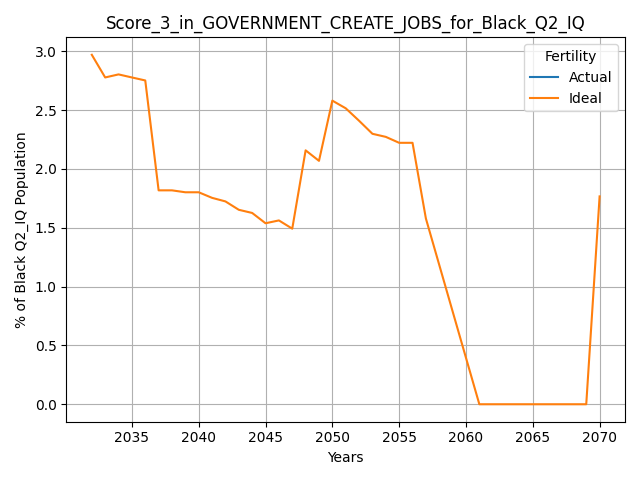 Score_3_in_GOVERNMENT_CREATE_JOBS_for_Black_Q2_IQ
Fertility
Actual
Ideal
% of Black Q2_IQ Population
3.0
2.5
2.0
1.5
1.0
0.5
0.0
2035 2040 2045 2050 2055 2060 2065 2070
Years